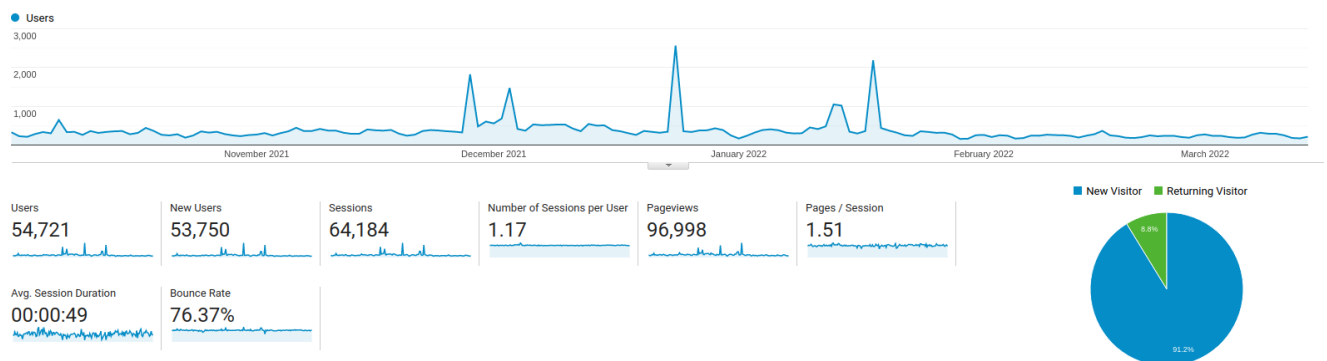 Users
3,000
2,000
1,000
November 2021 December 2021 January 2022 February 2022 March 2022
New Visitor Returning Visitor
Users New Users Sessions Number of Sessions per User Pageviews Pages / Session
54,721 53,750 64,184 1.17 96,998 1.51
8.8%
Avg. Session Duration Bounce Rate
00:00:49 76.37%
91.2%